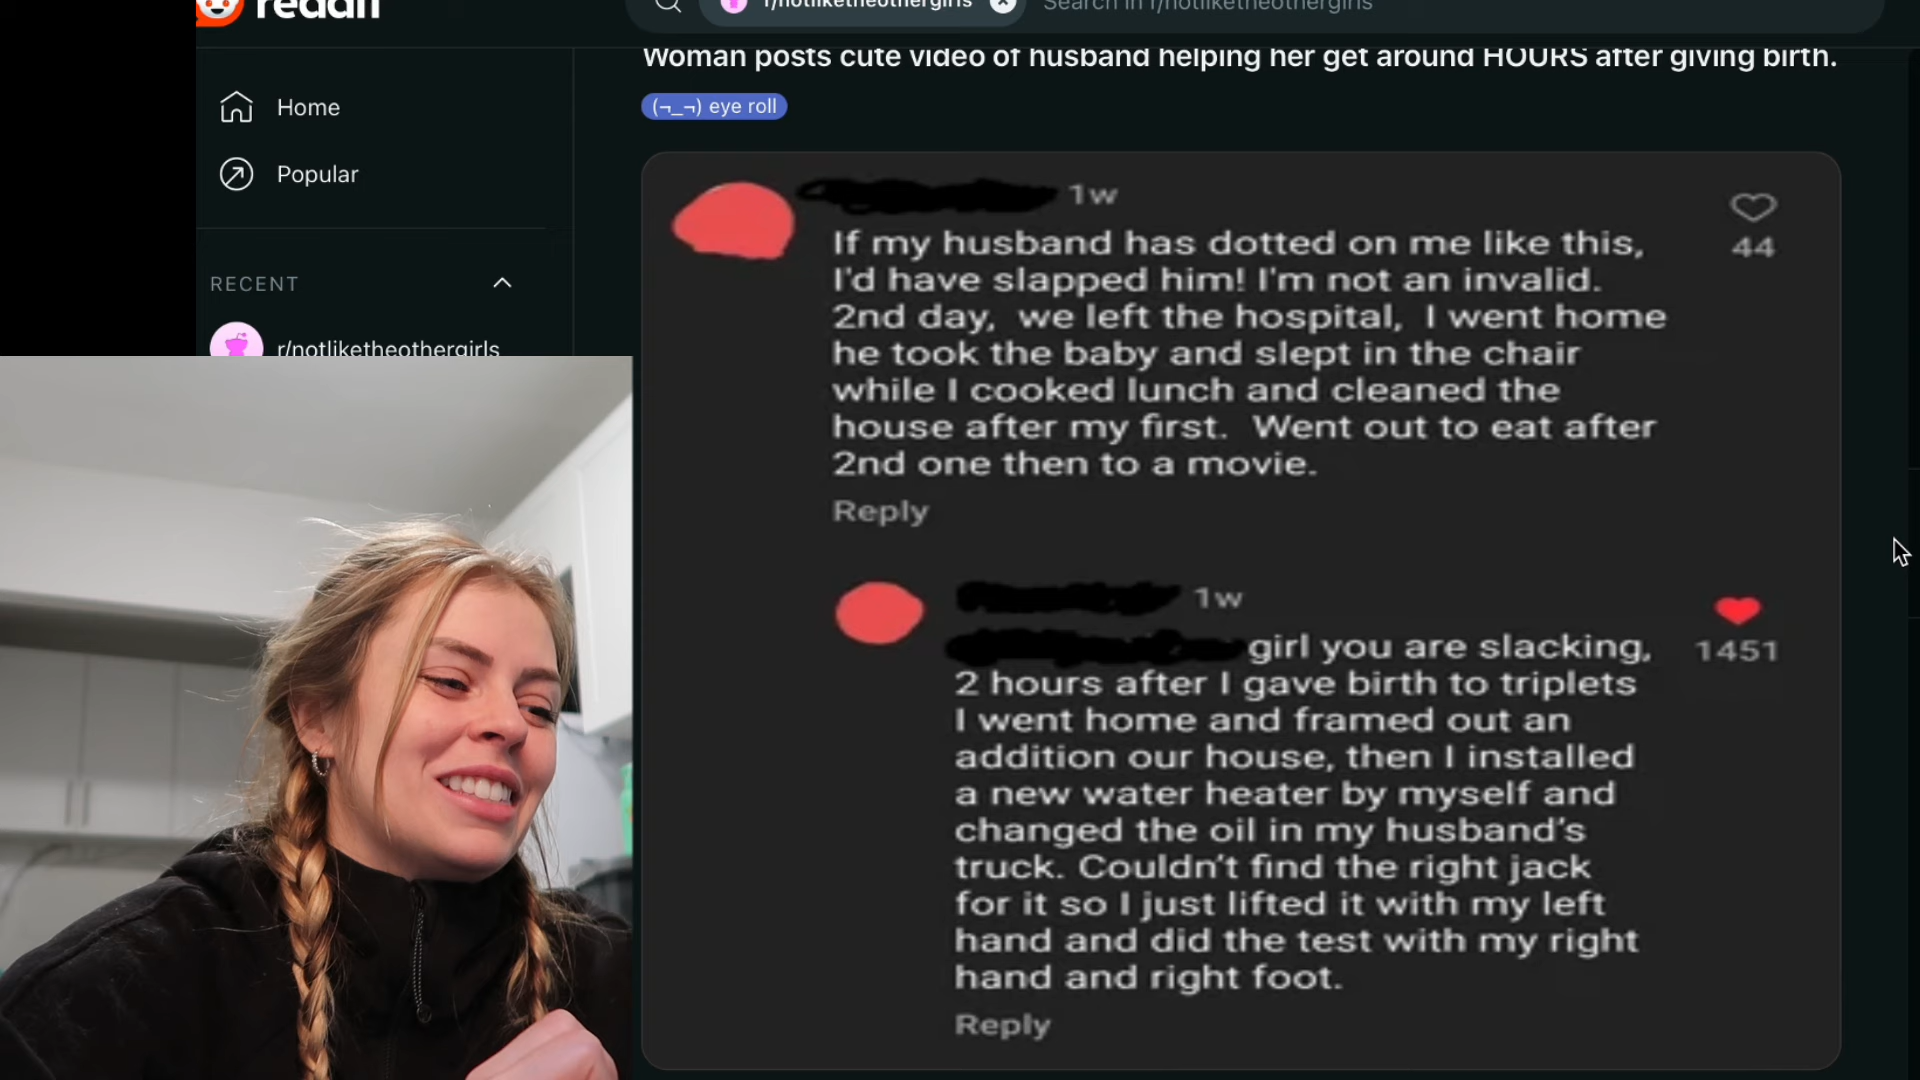 reddit
r/notliketheothergirls
Search in r/notliketheothergirls
Woman posts cute video of husband helping her get around HOURS after giving birth.
(¬_¬) eye roll
Home
Popular
RECENT
r/notliketheothergirls
1w
44
If my husband has dotted on me like this,
I'd have slapped him! I'm not an invalid.
2nd day, we left the hospital, I went home
he took the baby and slept in the chair
while I cooked lunch and cleaned the
house after my first. Went out to eat after
2nd one then to a movie.
Reply
1w
1451
girl you are slacking,
2 hours after I gave birth to triplets
I went home and framed out an
addition our house, then I installed
a new water heater by myself and
changed the oil in my husband's
truck. Couldn't find the right jack
for it so I just lifted it with my left
hand and did the test with my right
hand and right foot.
Reply